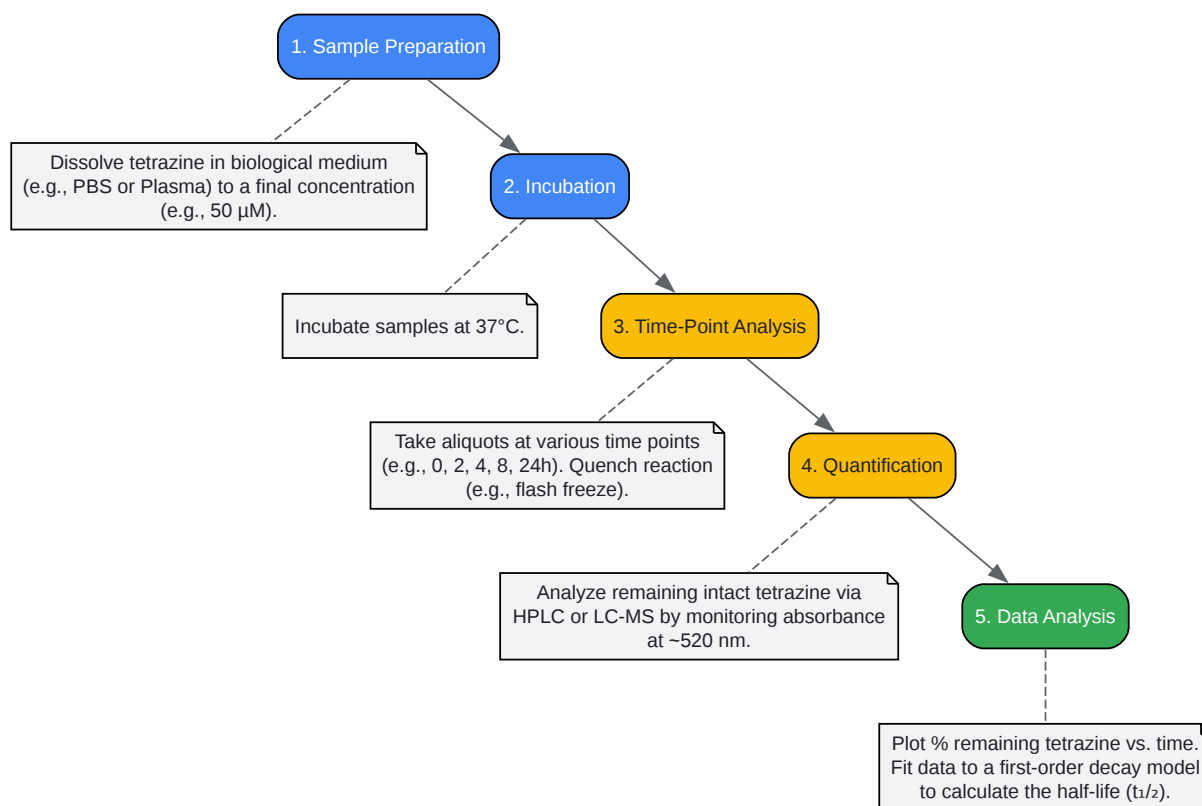 1. Sample Preparation
Dissolve tetrazine in biological medium
(e.g., PBS or Plasma) to a final concentration
(e.g., 50 µM).
2. Incubation
Incubate samples at 37°C.
3. Time-Point Analysis
Take aliquots at various time points
(e.g., 0, 2, 4, 8, 24h). Quench reaction
(e.g., flash freeze).
4. Quantification
Analyze remaining intact tetrazine via
HPLC or LC-MS by monitoring absorbance
at ~520 nm.
5. Data Analysis
Plot % remaining tetrazine vs. time.
Fit data to a first-order decay model
to calculate the half-life (t₁/₂).